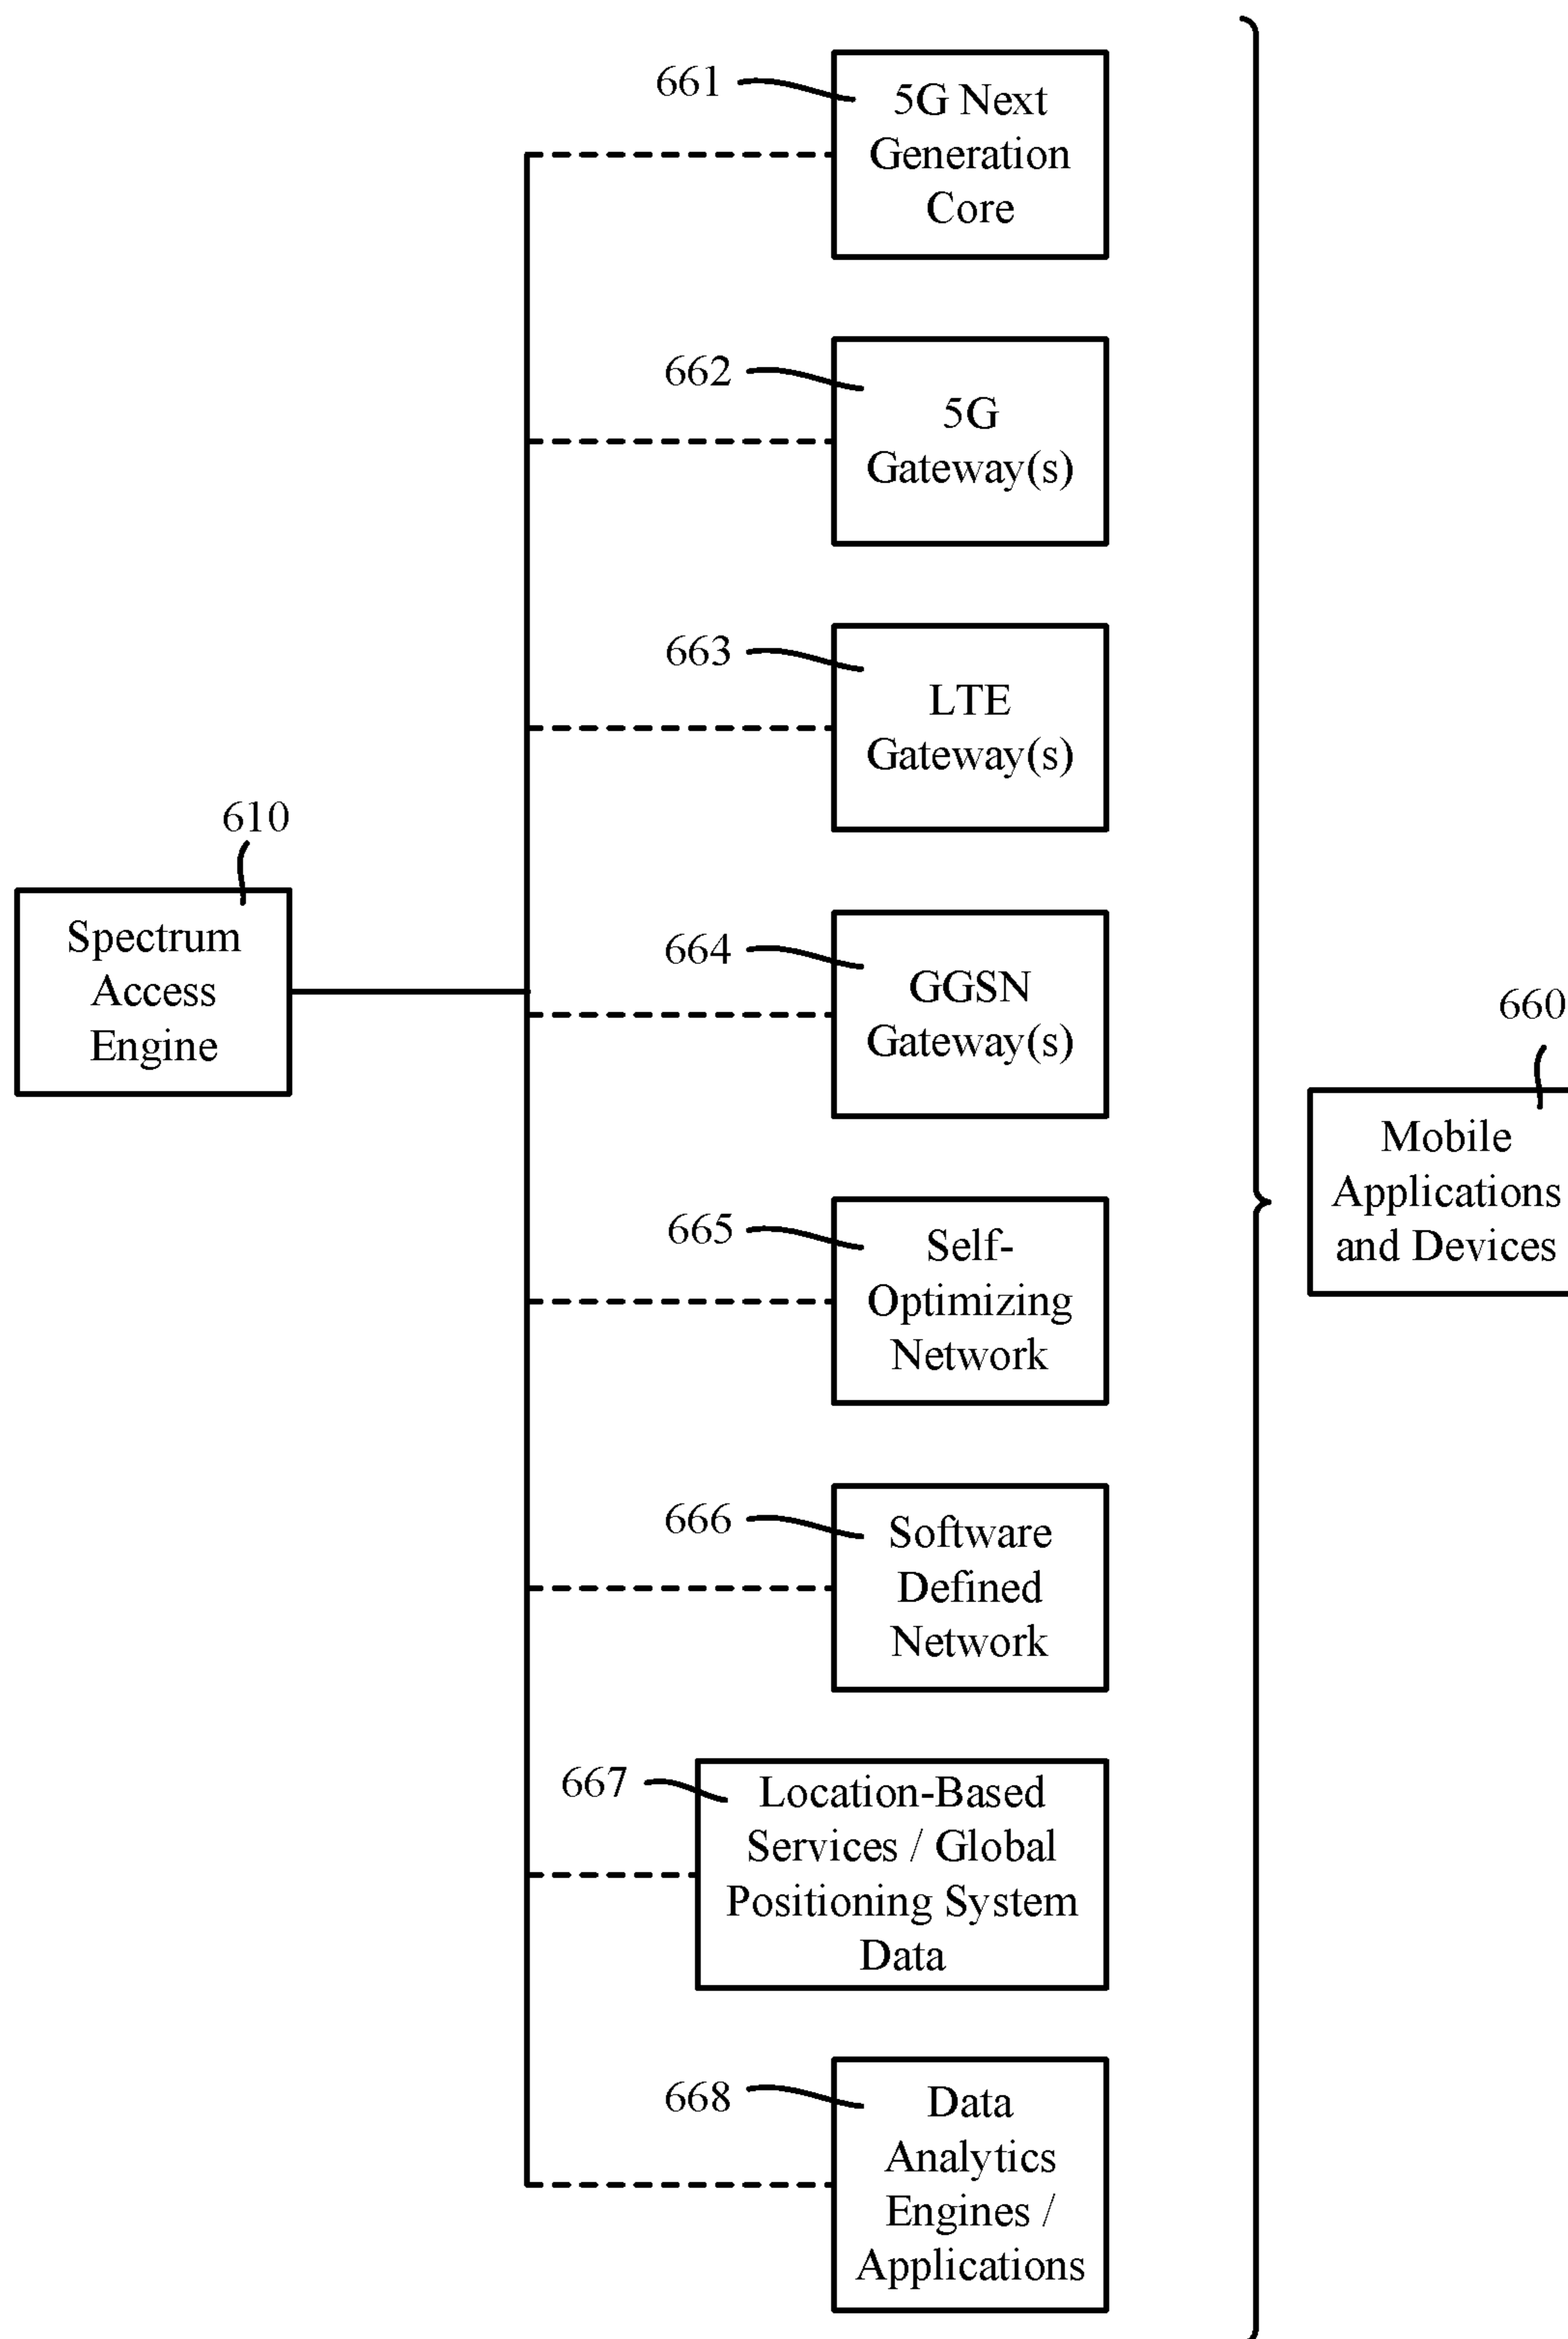 661
5G Next
Generation
Core
662
5G
Gateway(s)
663
LTE
Gateway(s)
610
Spectrum
Access
Engine
664
GGSN
Gateway(s)
660
Mobile
Applications
and Devices
665
Self-
Optimizing
Network
666
Software
Defined
Network
667
Location-Based
Services / Global
Positioning System
Data
668
Data
Analytics
Engines /
Applications